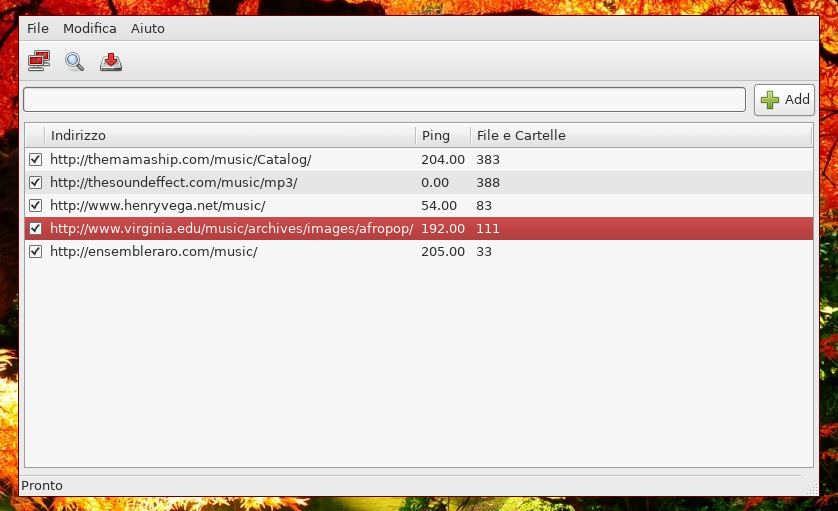 File Modifica Aiuto
Add
Indirizzo Ping File e Cartelle
http://themamaship.com/music/Catalog/ 204.00 383
http://thesoundeffect.com/music/mp3/ 0.00 388
http://www.henryvega.net/music/ 54.00 83
http://www.virginia.edu/music/archives/images/afropop/ 192.00 111
http://ensembleraro.com/music/ 205.00 33
Pronto